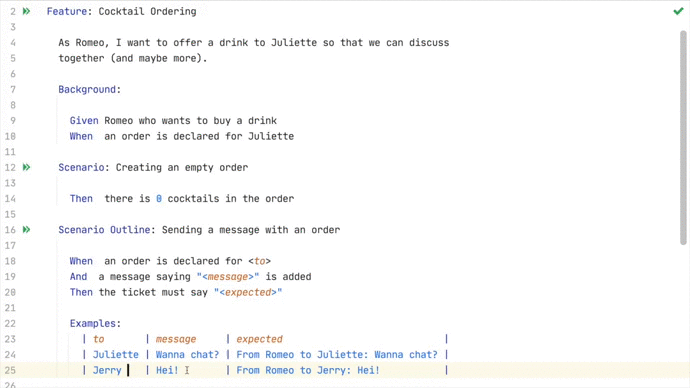 2 Feature: Cocktail Ordering
3
4 As Romeo, I want to offer a drink to Juliette so that we can discuss
5 together (and maybe more).
6
7 Background:
8
9 Given Romeo who wants to buy a drink
10 When an order is declared for Juliette
11
12 Scenario: Creating an empty order
13
14 Then there is 0 cocktails in the order
15
16 Scenario Outline: Sending a message with an order
17
18 When an order is declared for <to>
19 And a message saying "<message>" is added
20 Then the ticket must say "<expected>"
21
22 Examples:
23 | to | message | expected |
24 | Juliette | Wanna chat? | From Romeo to Juliette: Wanna chat? |
25 | Jerry | Hei! | From Romeo to Jerry: Hei! |
26